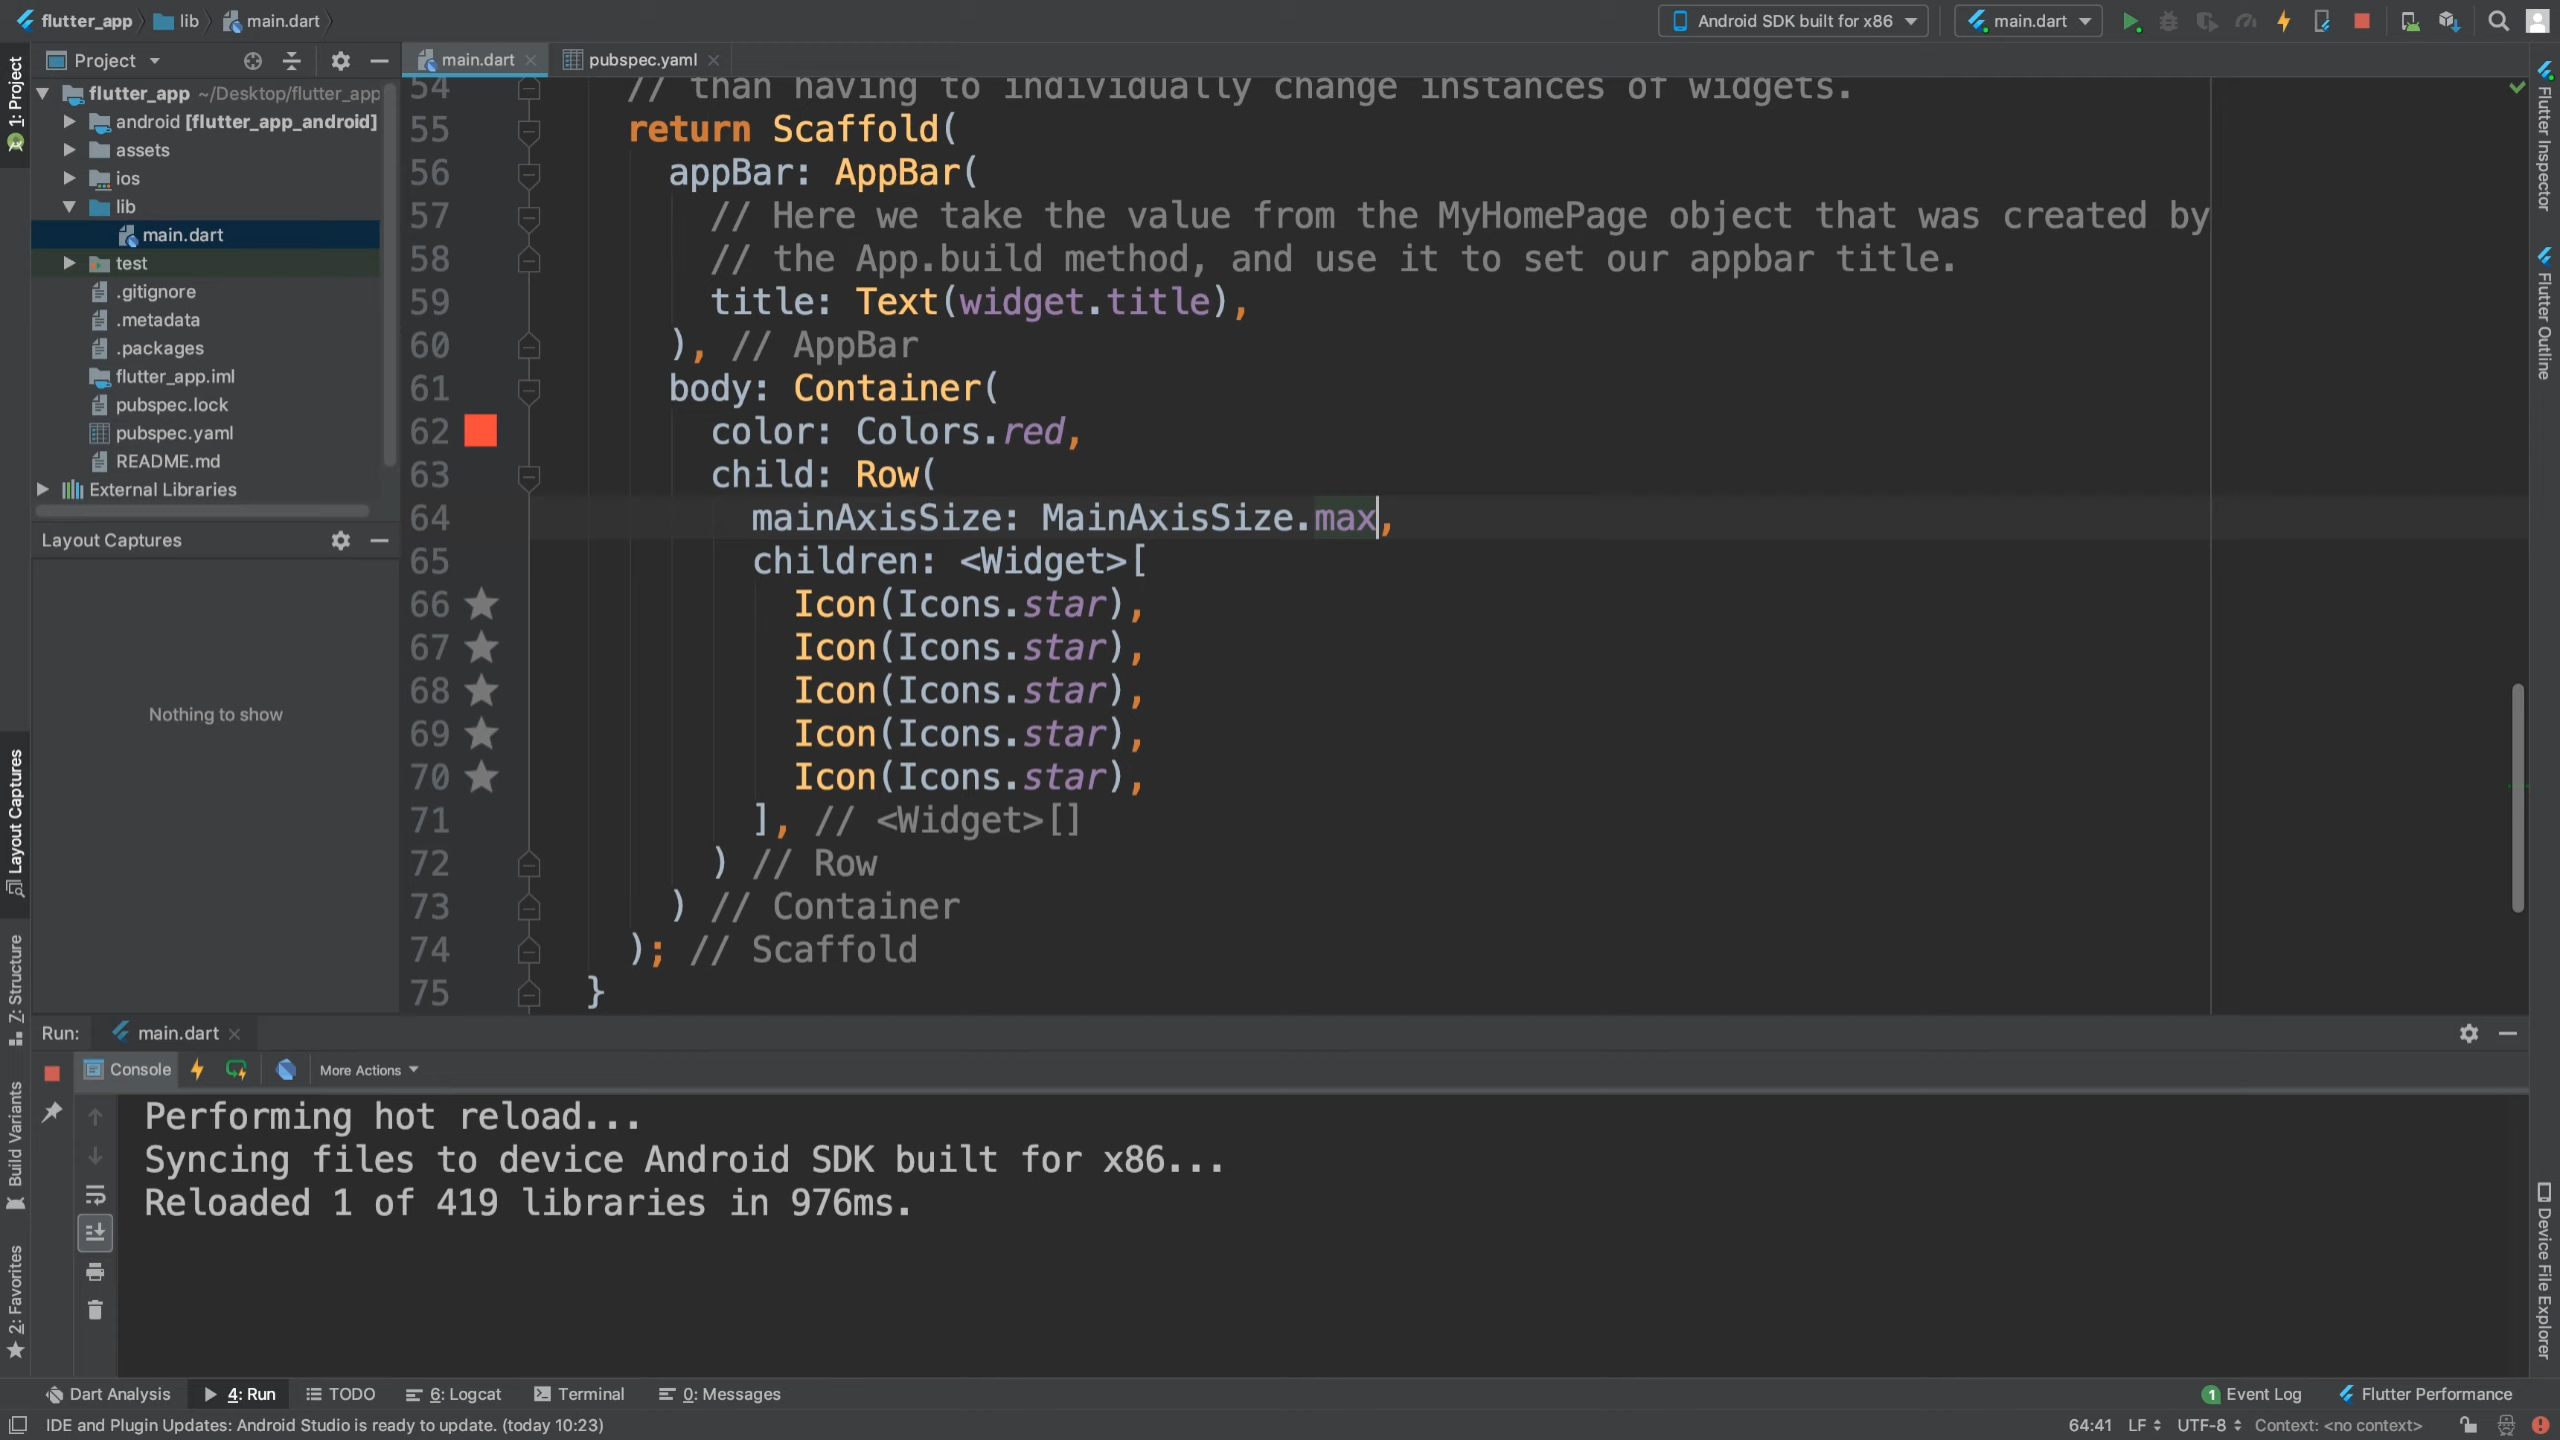 flutter_app lib main.dart
Android SDK built for x86 main.dart
1: Project
Project
main.dart
pubspec.yaml
flutter_app ~/Desktop/flutter_app
android [flutter_app_android]
assets
ios
lib
main.dart
test
.gitignore
.metadata
.packages
flutter_app.iml
pubspec.lock
pubspec.yaml
README.md
External Libraries
Layout Captures
Nothing to show
Layout Captures
Z: Structure
Build Variants
2: Favorites
54 // than having to individually change instances of widgets.
55 return Scaffold(
56 appBar: AppBar(
57 // Here we take the value from the MyHomePage object that was created by
58 // the App.build method, and use it to set our appbar title.
59 title: Text(widget.title),
60 ), // AppBar
61 body: Container(
62 color: Colors.red,
63 child: Row(
64 mainAxisSize: MainAxisSize.max,
65 children: <Widget>[
66 Icon(Icons.star),
67 Icon(Icons.star),
68 Icon(Icons.star),
69 Icon(Icons.star),
70 Icon(Icons.star),
71 ], // <Widget>[]
72 ) // Row
73 ) // Container
74 ); // Scaffold
75 }
Flutter Inspector
Flutter Outline
Device File Explorer
Run: main.dart
Console More Actions
Performing hot reload...
Syncing files to device Android SDK built for x86...
Reloaded 1 of 419 libraries in 976ms.
Dart Analysis 4: Run TODO 6: Logcat Terminal 0: Messages 1 Event Log Flutter Performance
IDE and Plugin Updates: Android Studio is ready to update. (today 10:23) 64:41 LF UTF-8 Context: <no context>